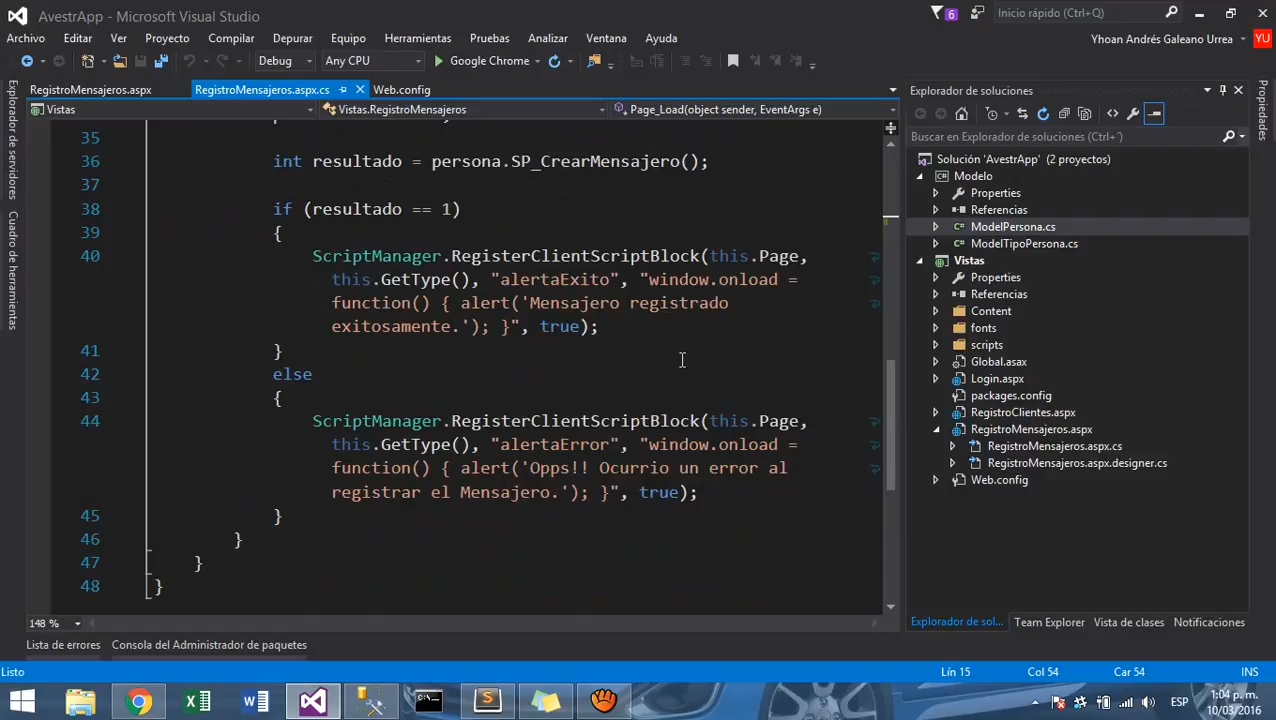 AvestrApp - Microsoft Visual Studio
6
Inicio rápido (Ctrl+Q)
Archivo Editar Ver Proyecto Compilar Depurar Equipo Herramientas Pruebas Analizar Ventana Ayuda
Yhoan Andrés Galeano Urrea YU
Debug Any CPU Google Chrome
RegistroMensajeros.aspx RegistroMensajeros.aspx.cs Web.config
Vistas Vistas.RegistroMensajeros Page_Load(object sender, EventArgs e)
Explorador de servidores
Cuadro de herramientas
35
36 int resultado = persona.SP_CrearMensajero();
37
38 if (resultado == 1)
39 {
40 ScriptManager.RegisterClientScriptBlock(this.Page,
this.GetType(), "alertaExito", "window.onload =
function() { alert('Mensajero registrado
exitosamente.'); }", true);
41 }
42 else
43 {
44 ScriptManager.RegisterClientScriptBlock(this.Page,
this.GetType(), "alertaError", "window.onload =
function() { alert('Opps!! Ocurrio un error al
registrar el Mensajero.'); }", true);
45 }
46 }
47 }
48 }
148 %
Explorador de soluciones
Buscar en Explorador de soluciones (Ctrl+´)
Solución 'AvestrApp' (2 proyectos)
C# Modelo
Properties
Referencias
C# ModelPersona.cs
C# ModelTipoPersona.cs
Vistas
Properties
Referencias
Content
fonts
scripts
Global.asax
Login.aspx
packages.config
RegistroClientes.aspx
RegistroMensajeros.aspx
RegistroMensajeros.aspx.cs
RegistroMensajeros.aspx.designer.cs
Web.config
Explorador de sol... Team Explorer Vista de clases Notificaciones
Propiedades
Lista de errores Consola del Administrador de paquetes
Listo Lín 15 Col 54 Car 54 INS
ESP
1:04 p. m.
10/03/2016